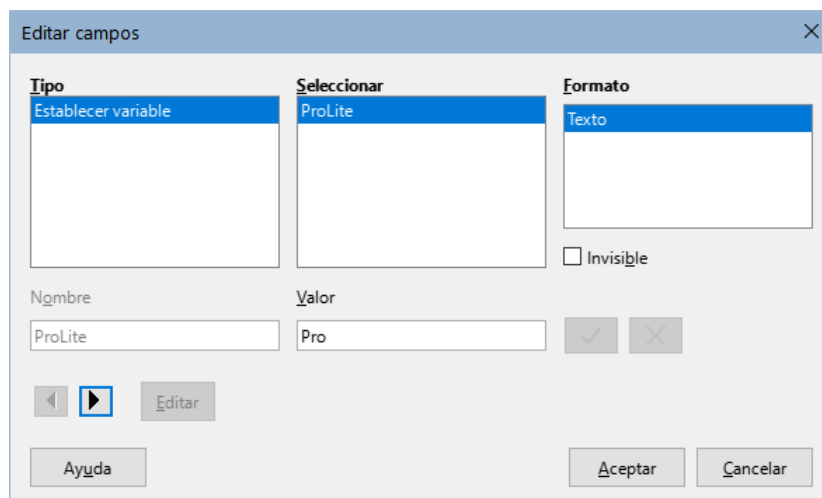 Editar campos
Tipo
Seleccionar
Formato
Establecer variable
ProLite
Texto
Invisible
Nombre
Valor
ProLite
Pro
Editar
Ayuda
Aceptar
Cancelar